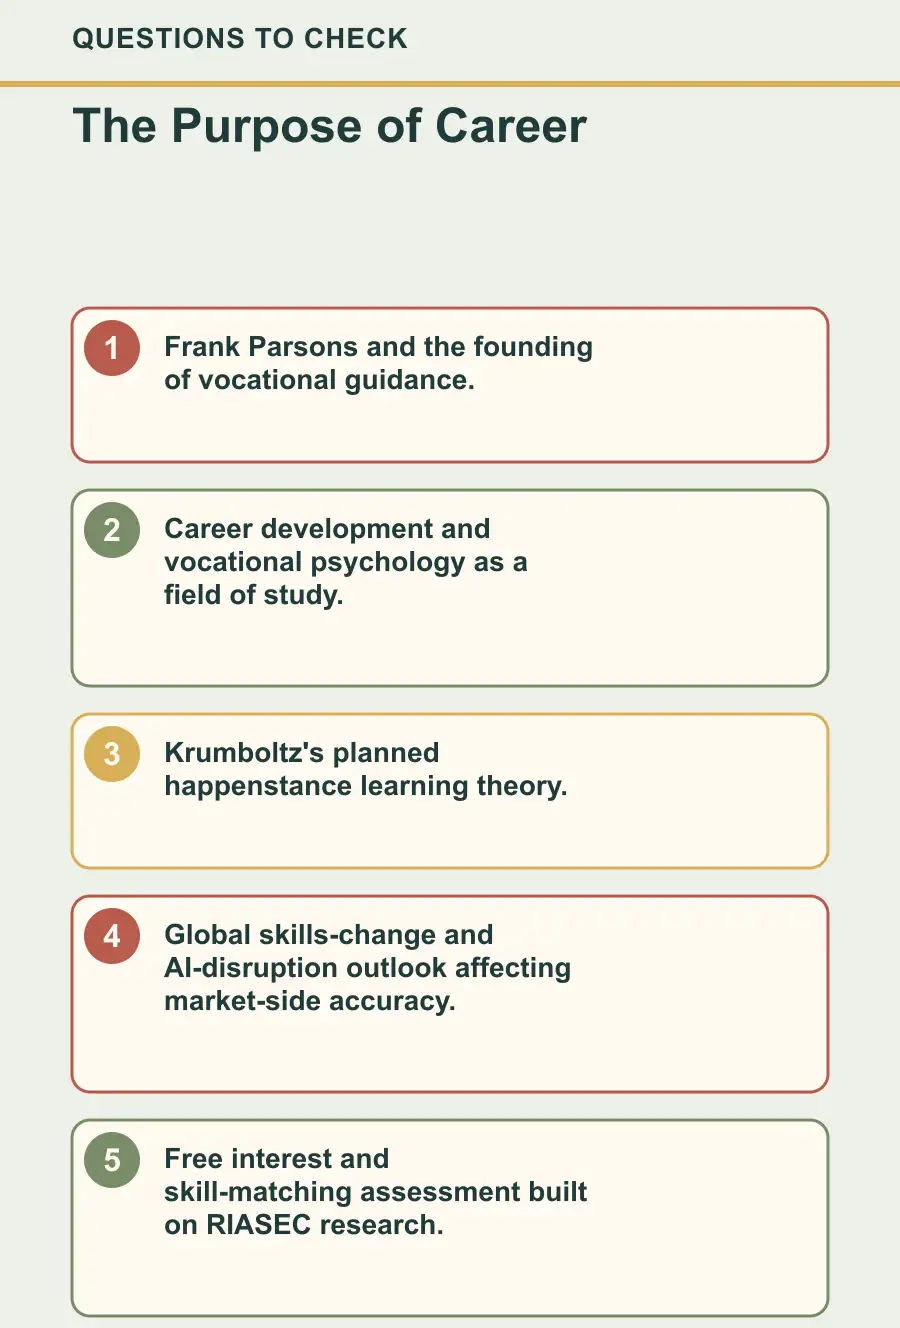 QUESTIONS TO CHECK
The Purpose of Career
1
Frank Parsons and the founding
of vocational guidance.
2
Career development and
vocational psychology as a
field of study.
3
Krumboltz's planned
happenstance learning theory.
4
Global skills-change and
AI-disruption outlook affecting
market-side accuracy.
5
Free interest and
skill-matching assessment built
on RIASEC research.